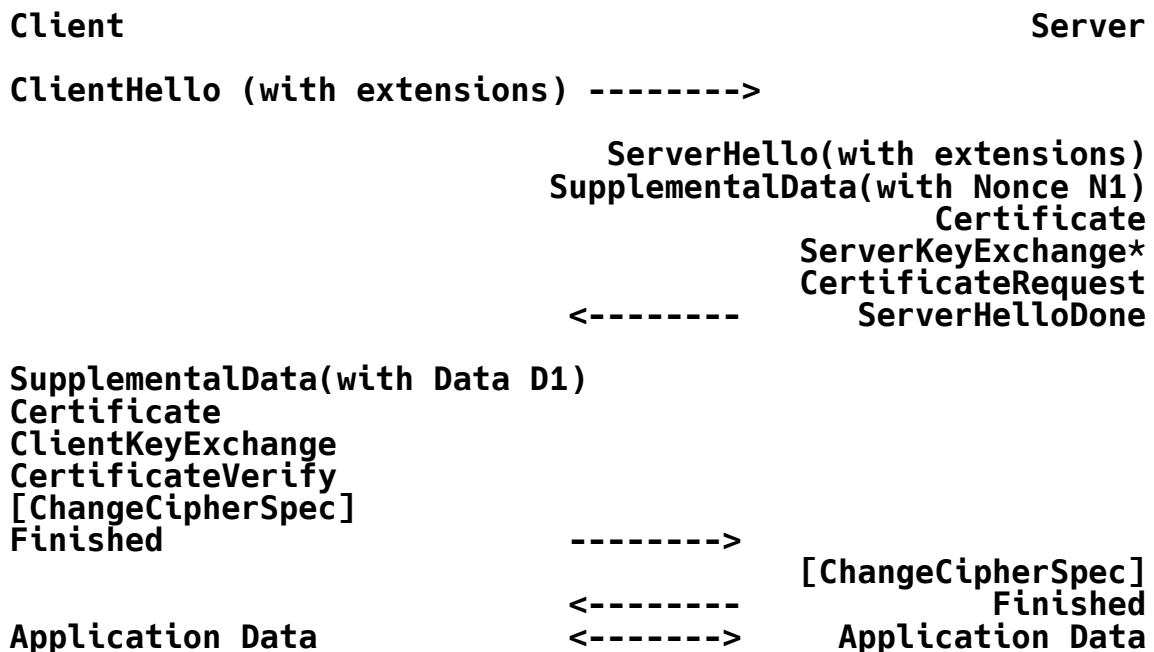 Client Server
ClientHello (with extensions) -------->
ServerHello(with extensions)
SupplementalData(with Nonce N1)
Certificate
ServerKeyExchange*
CertificateRequest
<-------- ServerHelloDone
SupplementalData(with Data D1)
Certificate
ClientKeyExchange
CertificateVerify
[ChangeCipherSpec]
Finished -------->
[ChangeCipherSpec]
<-------- Finished
Application Data <-------> Application Data